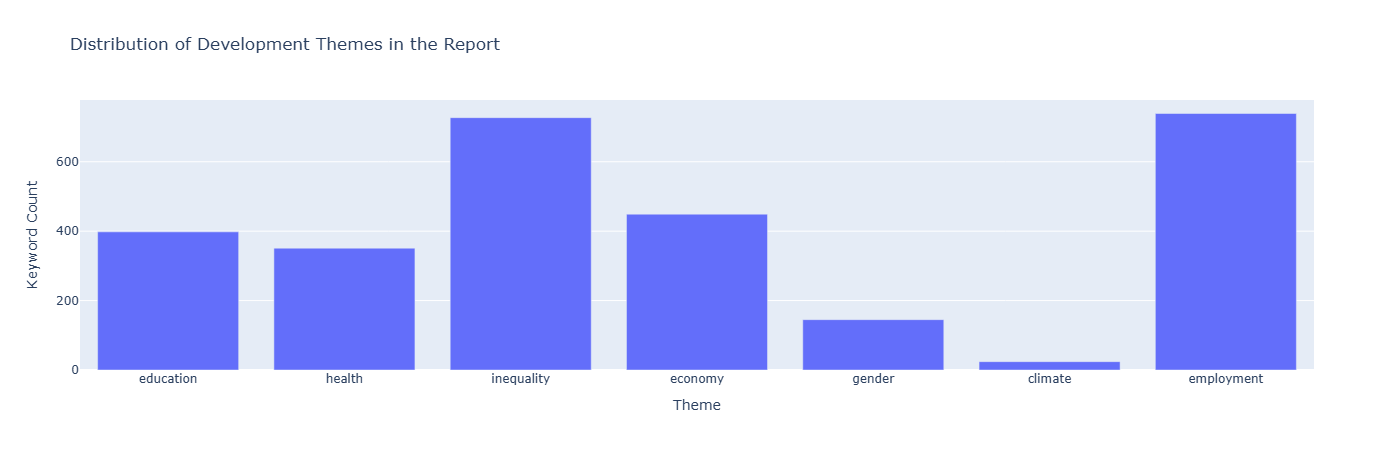 Distribution of Development Themes in the Report
Keyword Count
600
400
200
0
education health inequality economy gender climate employment
Theme